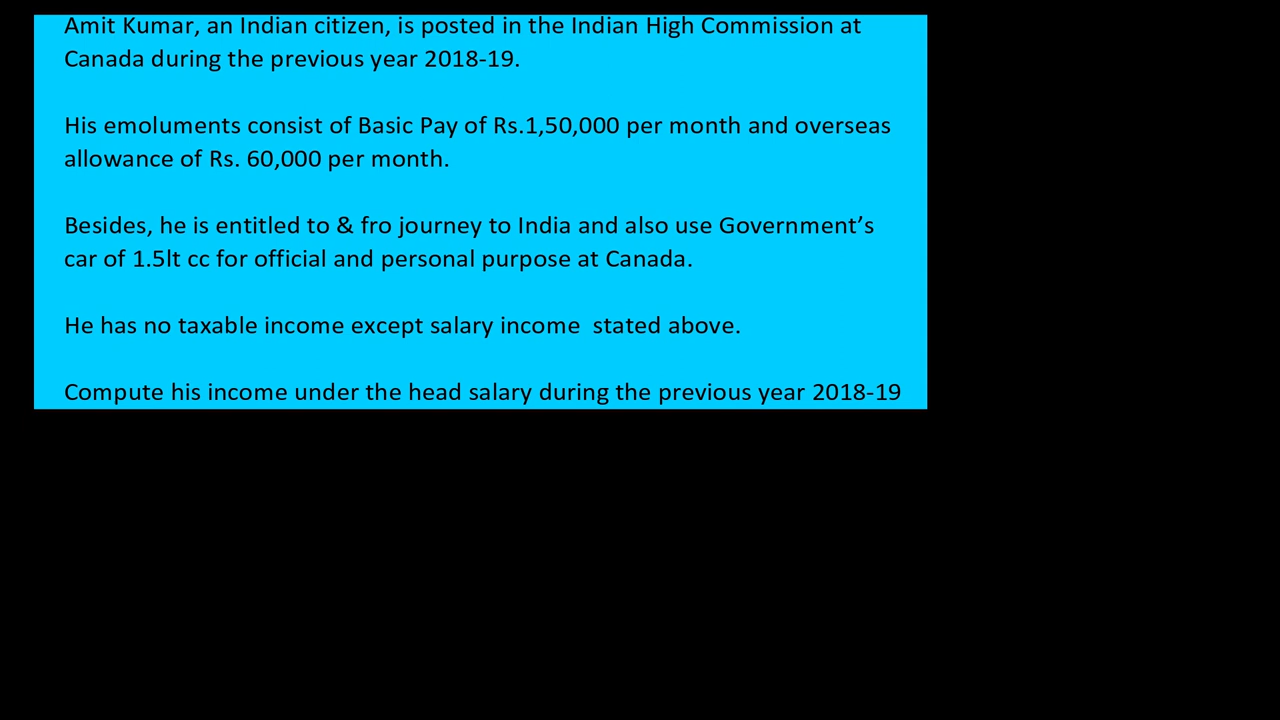 Amit Kumar, an Indian citizen, is posted in the Indian High Commission at
Canada during the previous year 2018-19.
His emoluments consist of Basic Pay of Rs.1,50,000 per month and overseas
allowance of Rs. 60,000 per month.
Besides, he is entitled to & fro journey to India and also use Government’s
car of 1.5lt cc for official and personal purpose at Canada.
He has no taxable income except salary income  stated above.
Compute his income under the head salary during the previous year 2018-19